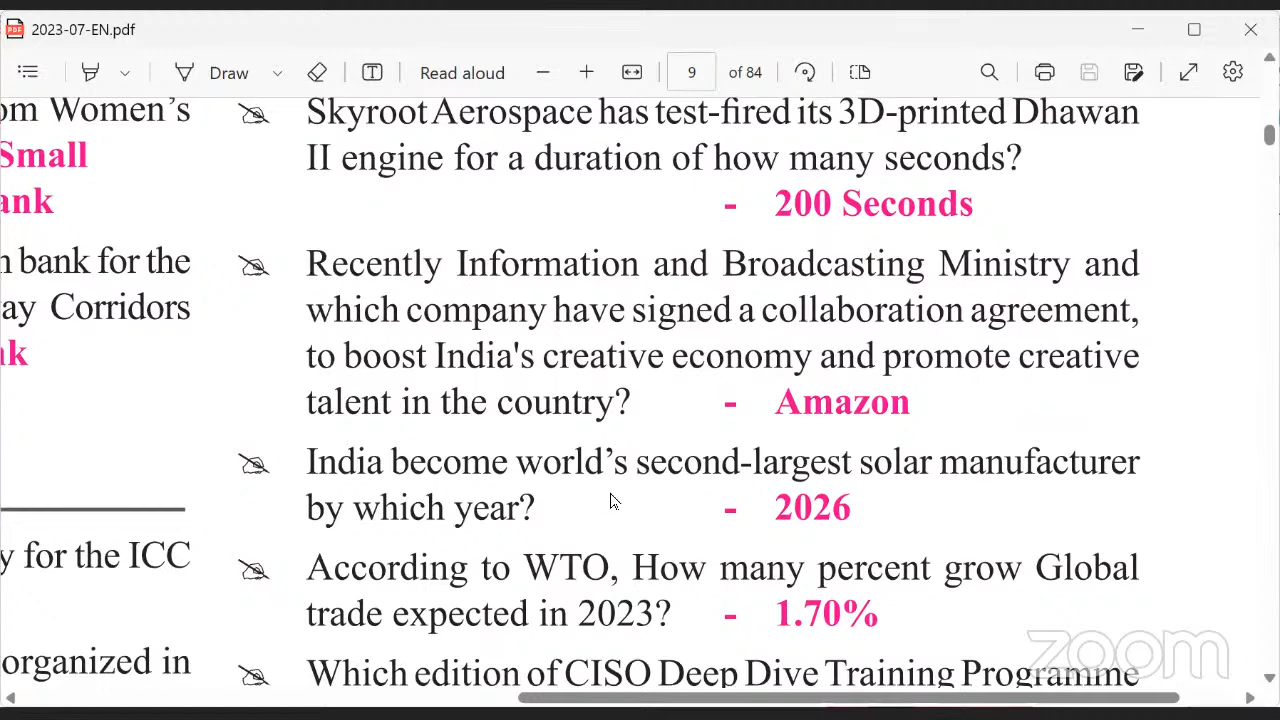 2023-07-EN.pdf
Draw
Read aloud
9
of 84
om Women's
Small
ank
n bank for the
ay Corridors
nk
y for the ICC
organized in
Skyroot Aerospace has test-fired its 3D-printed Dhawan
II engine for a duration of how many seconds?
- 200 Seconds
Recently Information and Broadcasting Ministry and
which company have signed a collaboration agreement,
to boost India's creative economy and promote creative
talent in the country? - Amazon
India become world's second-largest solar manufacturer
by which year? - 2026
According to WTO, How many percent grow Global
trade expected in 2023? - 1.70%
Which edition of CISO Deep Dive Training Programme
zoom